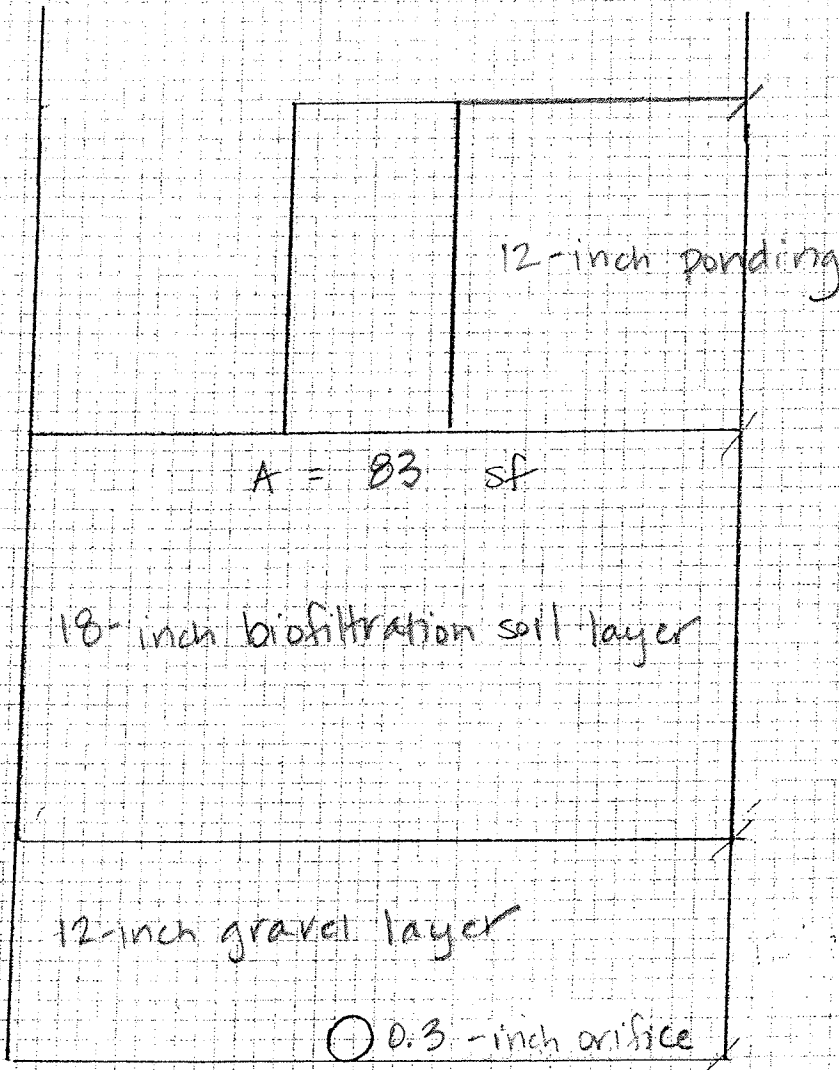 12-inch ponding
A = 83 sf
18-inch biofiltration soil layer
12-inch gravel layer
0.3-inch orifice